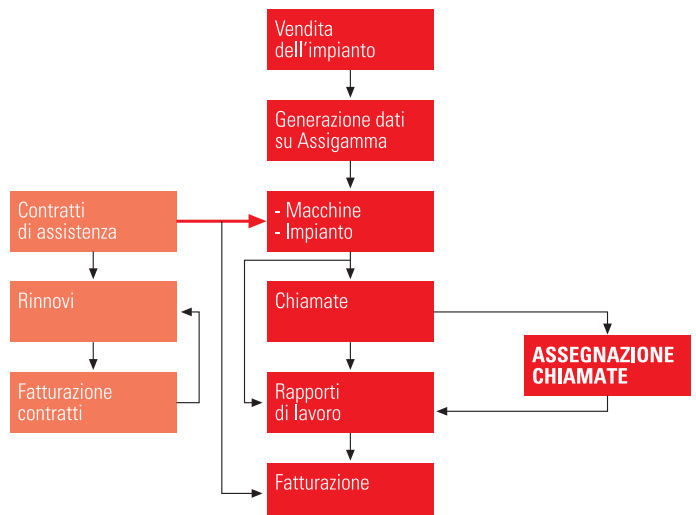 Vendita
dell'impianto
Generazione dati
su Assigamma
Contratti
di assistenza
- Macchine
- Impianto
Rinnovi
Chiamate
ASSEGNAZIONE
CHIAMATE
Fatturazione
contratti
Rapporti
di lavoro
Fatturazione